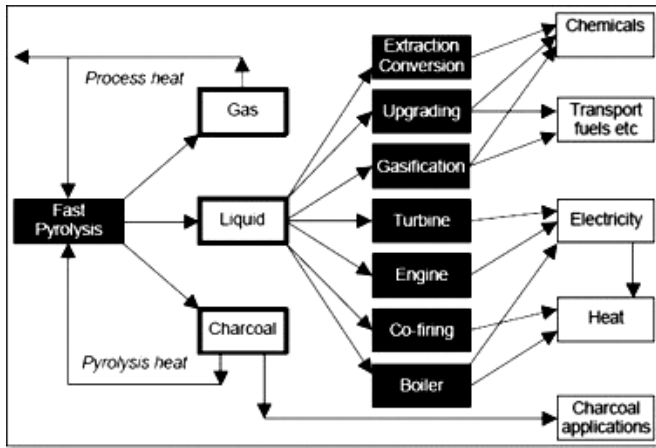 Process heat
Gas
Fast
Pyrolysis
Liquid
Charcoal
Pyrolysis heat
Extraction
Conversion
Upgrading
Gasification
Turbine
Engine
Co-firing
Boiler
Chemicals
Transport
fuels etc
Electricity
Heat
Charcoal
applications